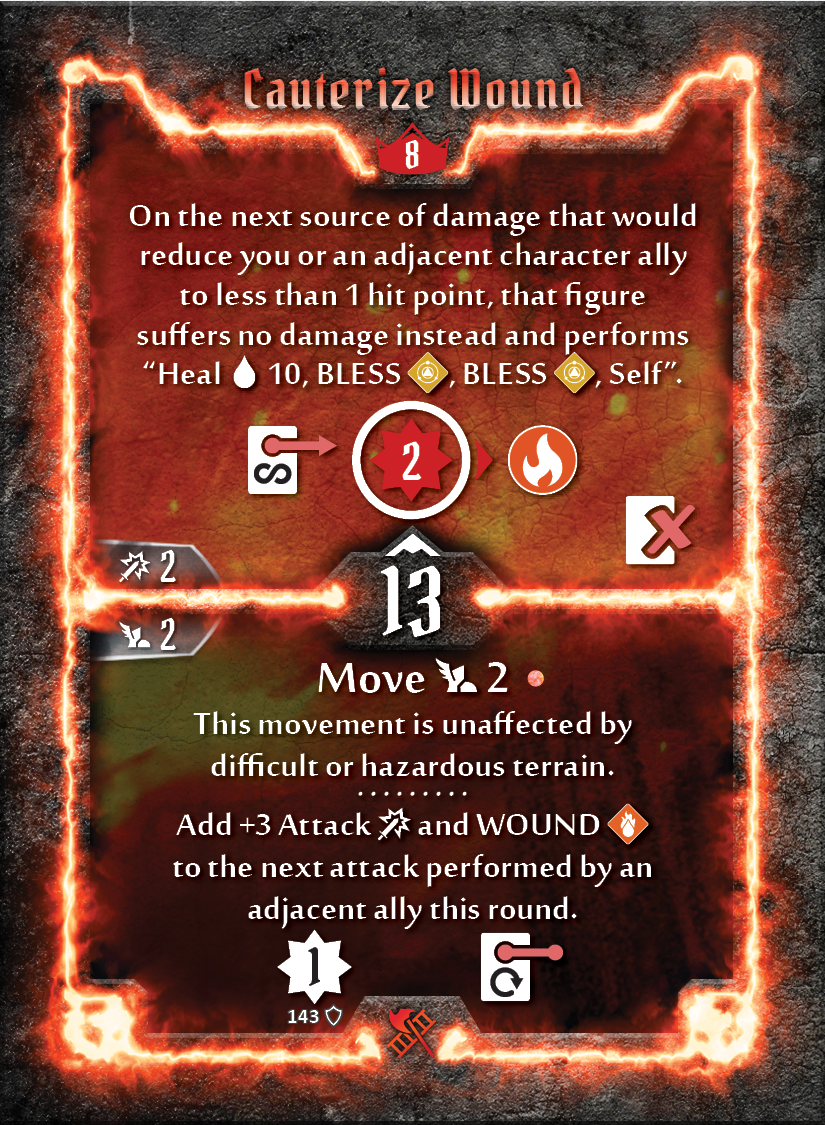 Cauterize Wound
8
On the next source of damage that would
reduce you or an adjacent character ally
to less than 1 hit point, that figure
suffers no damage instead and performs
“Heal 10, BLESS , BLESS , Self”.
2
2
13
2
Move 2
This movement is unaffected by
difficult or hazardous terrain.
Add +3 Attack and WOUND
to the next attack performed by an
adjacent ally this round.
1
143